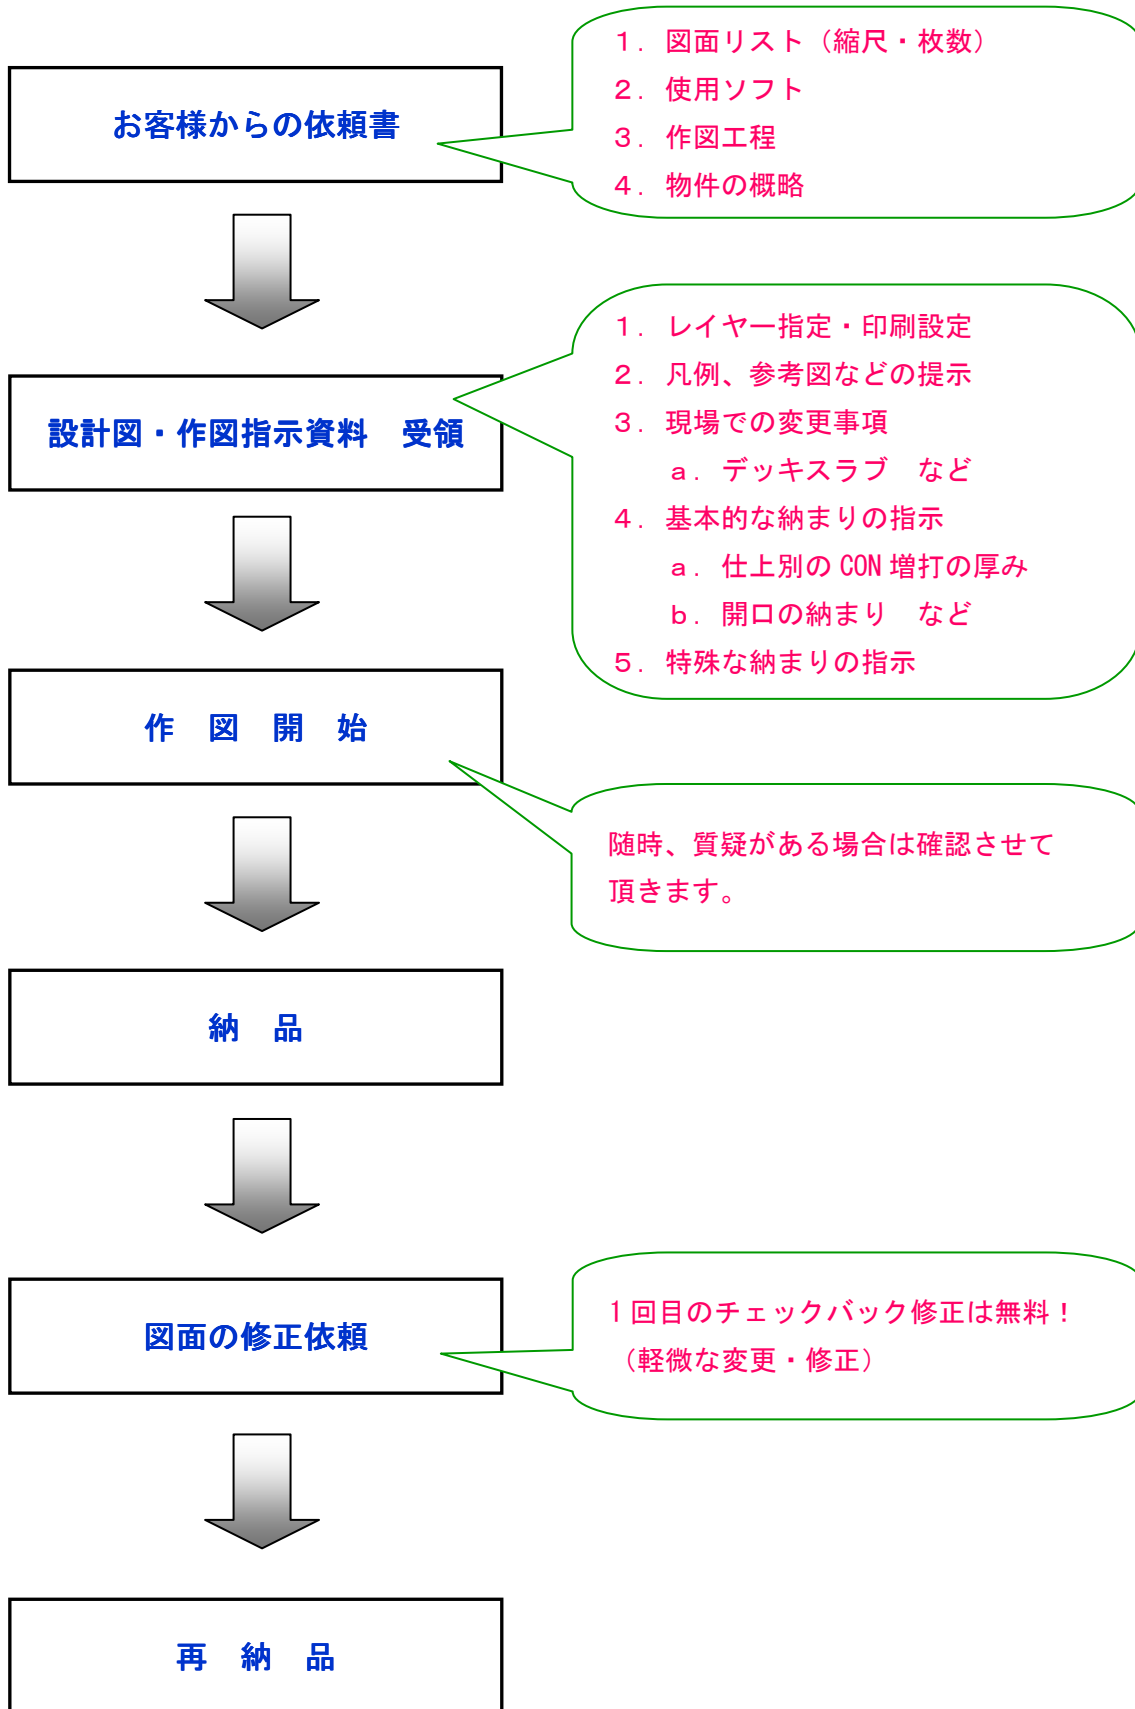 お客様からの依頼書
１．図面リスト（縮尺・枚数）
２．使用ソフト
３．作図工程
４．物件の概略
設計図・作図指示資料　受領
１．レイヤー指定・印刷設定
２．凡例、参考図などの提示
３．現場での変更事項
ａ．デッキスラブ　など
４．基本的な納まりの指示
ａ．仕上別の CON 増打の厚み
ｂ．開口の納まり　など
５．特殊な納まりの指示
作　図　開　始
随時、質疑がある場合は確認させて
頂きます。
納　品
図面の修正依頼
1 回目のチェックバック修正は無料！
（軽微な変更・修正）
再　納　品